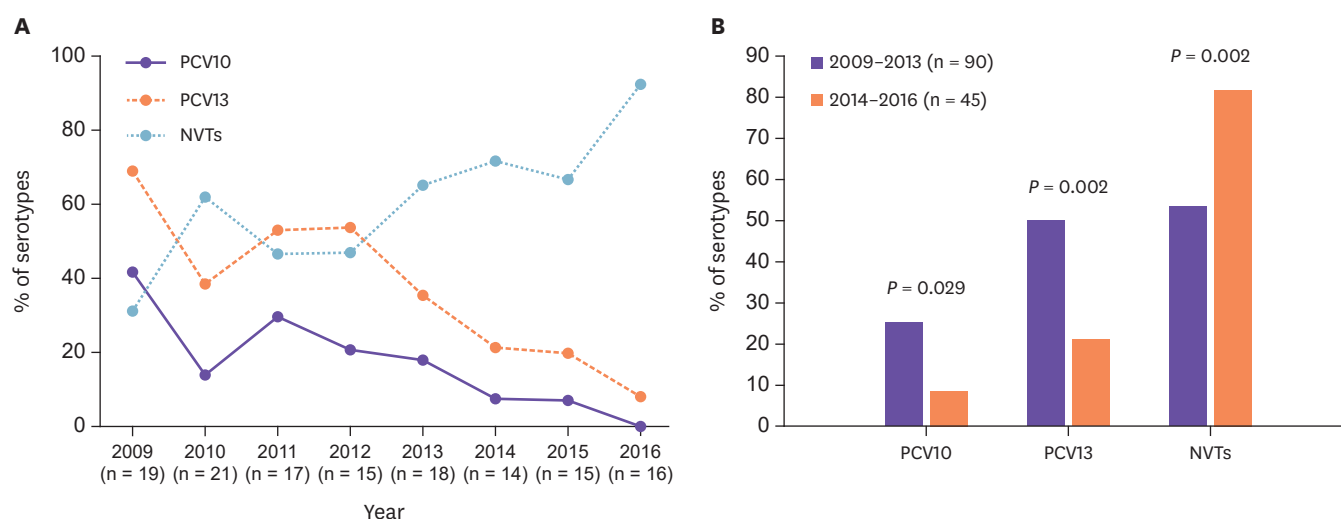 A
% of serotypes
100
80
60
40
20
0
PCV10
PCV13
NVTs
2009 2010 2011 2012 2013 2014 2015 2016
(n = 19) (n = 21) (n = 17) (n = 15) (n = 18) (n = 14) (n = 15) (n = 16)
Year
B
% of serotypes
90
80
70
60
50
40
30
20
10
0
2009–2013 (n = 90)
2014–2016 (n = 45)
P = 0.029
P = 0.002
P = 0.002
PCV10 PCV13 NVTs